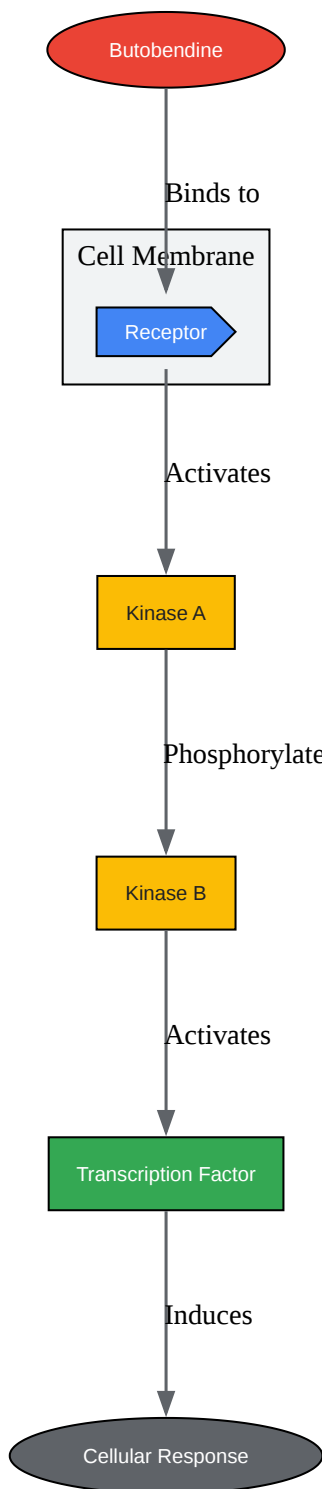 Butobendine
Binds to
Cell Membrane
Receptor
Activates
Kinase A
Phosphorylate
Kinase B
Activates
Transcription Factor
Induces
Cellular Response